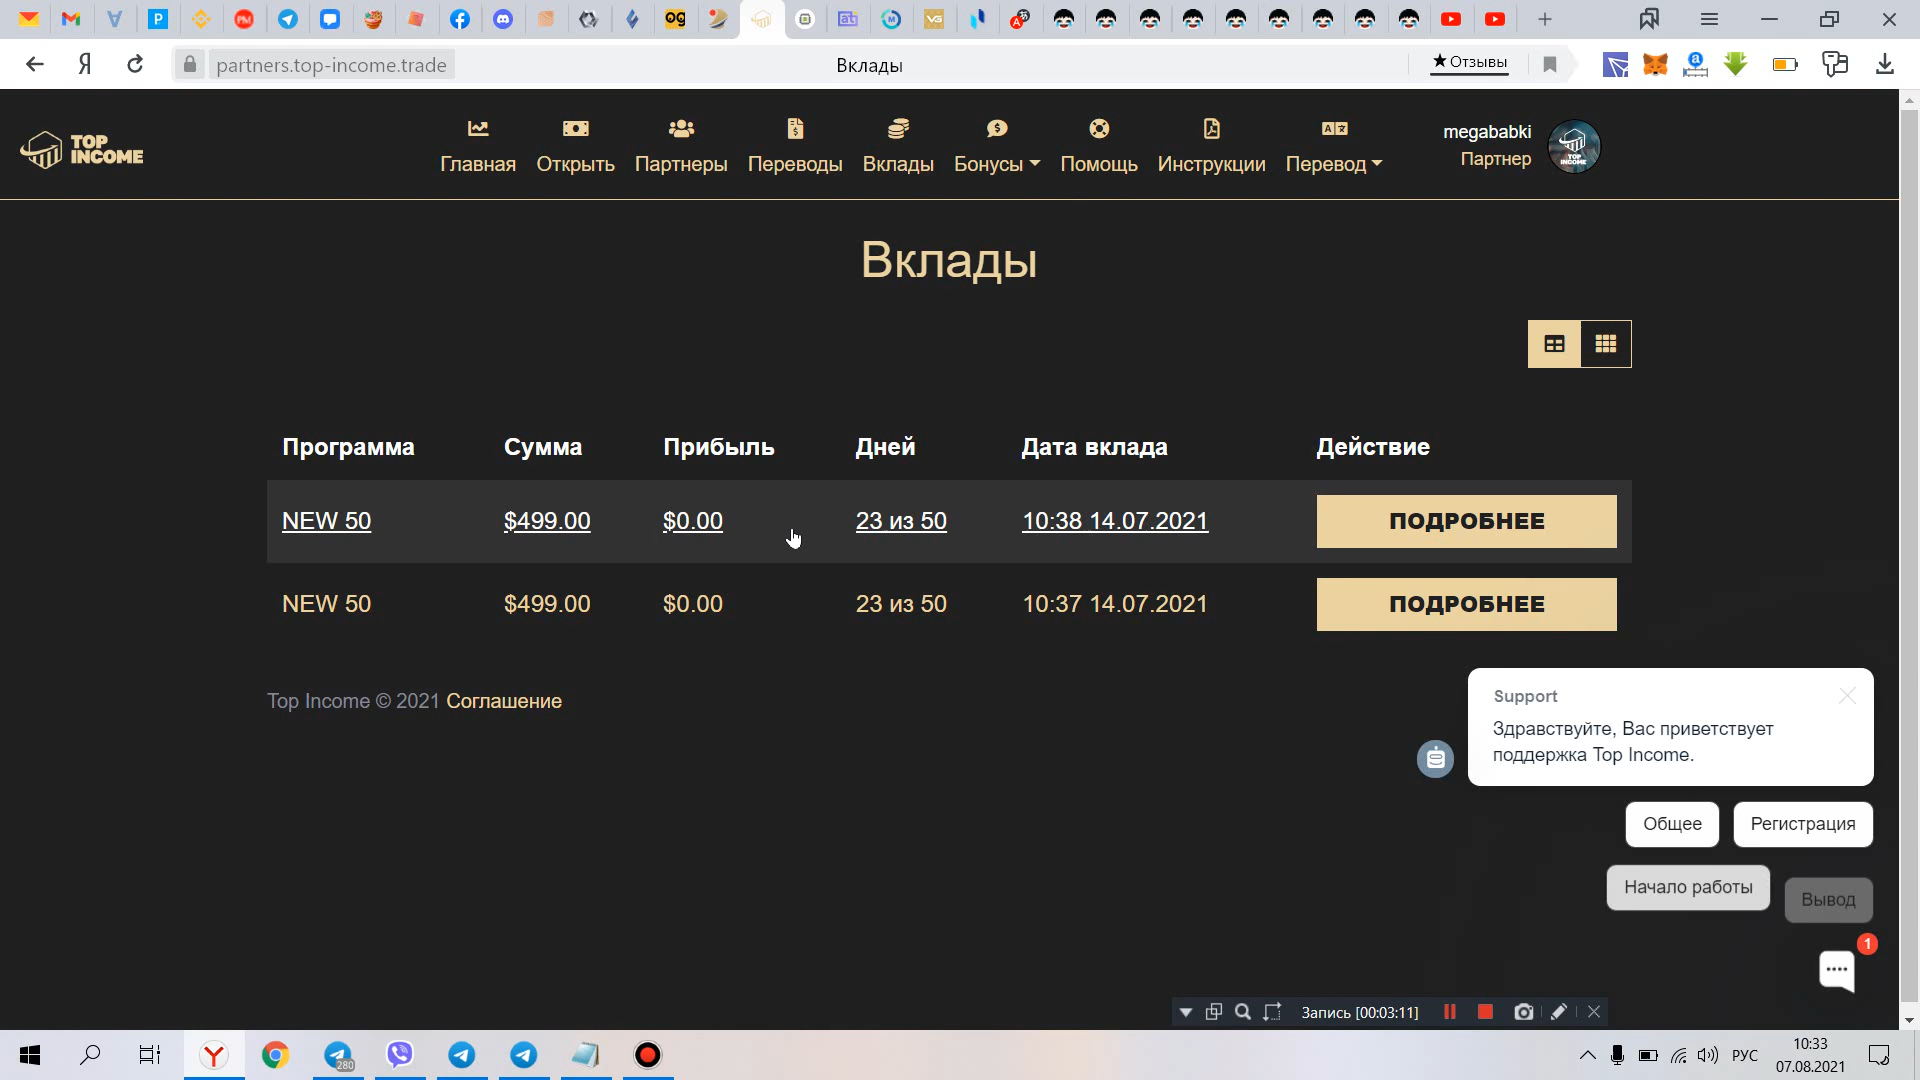 partners.top-income.trade
Вклады
★ Отзывы
TOP INCOME
Главная
Открыть
Партнеры
Переводы
Вклады
Бонусы
Помощь
Инструкции
Перевод
megababki
Партнер
Вклады
Программа Сумма Прибыль Дней Дата вклада Действие
NEW 50 $499.00 $0.00 23 из 50 10:38 14.07.2021 ПОДРОБНЕЕ
NEW 50 $499.00 $0.00 23 из 50 10:37 14.07.2021 ПОДРОБНЕЕ
Top Income © 2021 Соглашение
Support
Здравствуйте, Вас приветствует
поддержка Top Income.
Общее
Регистрация
Начало работы
Вывод
1
Запись [00:03:11]
280
РУС
10:33
07.08.2021